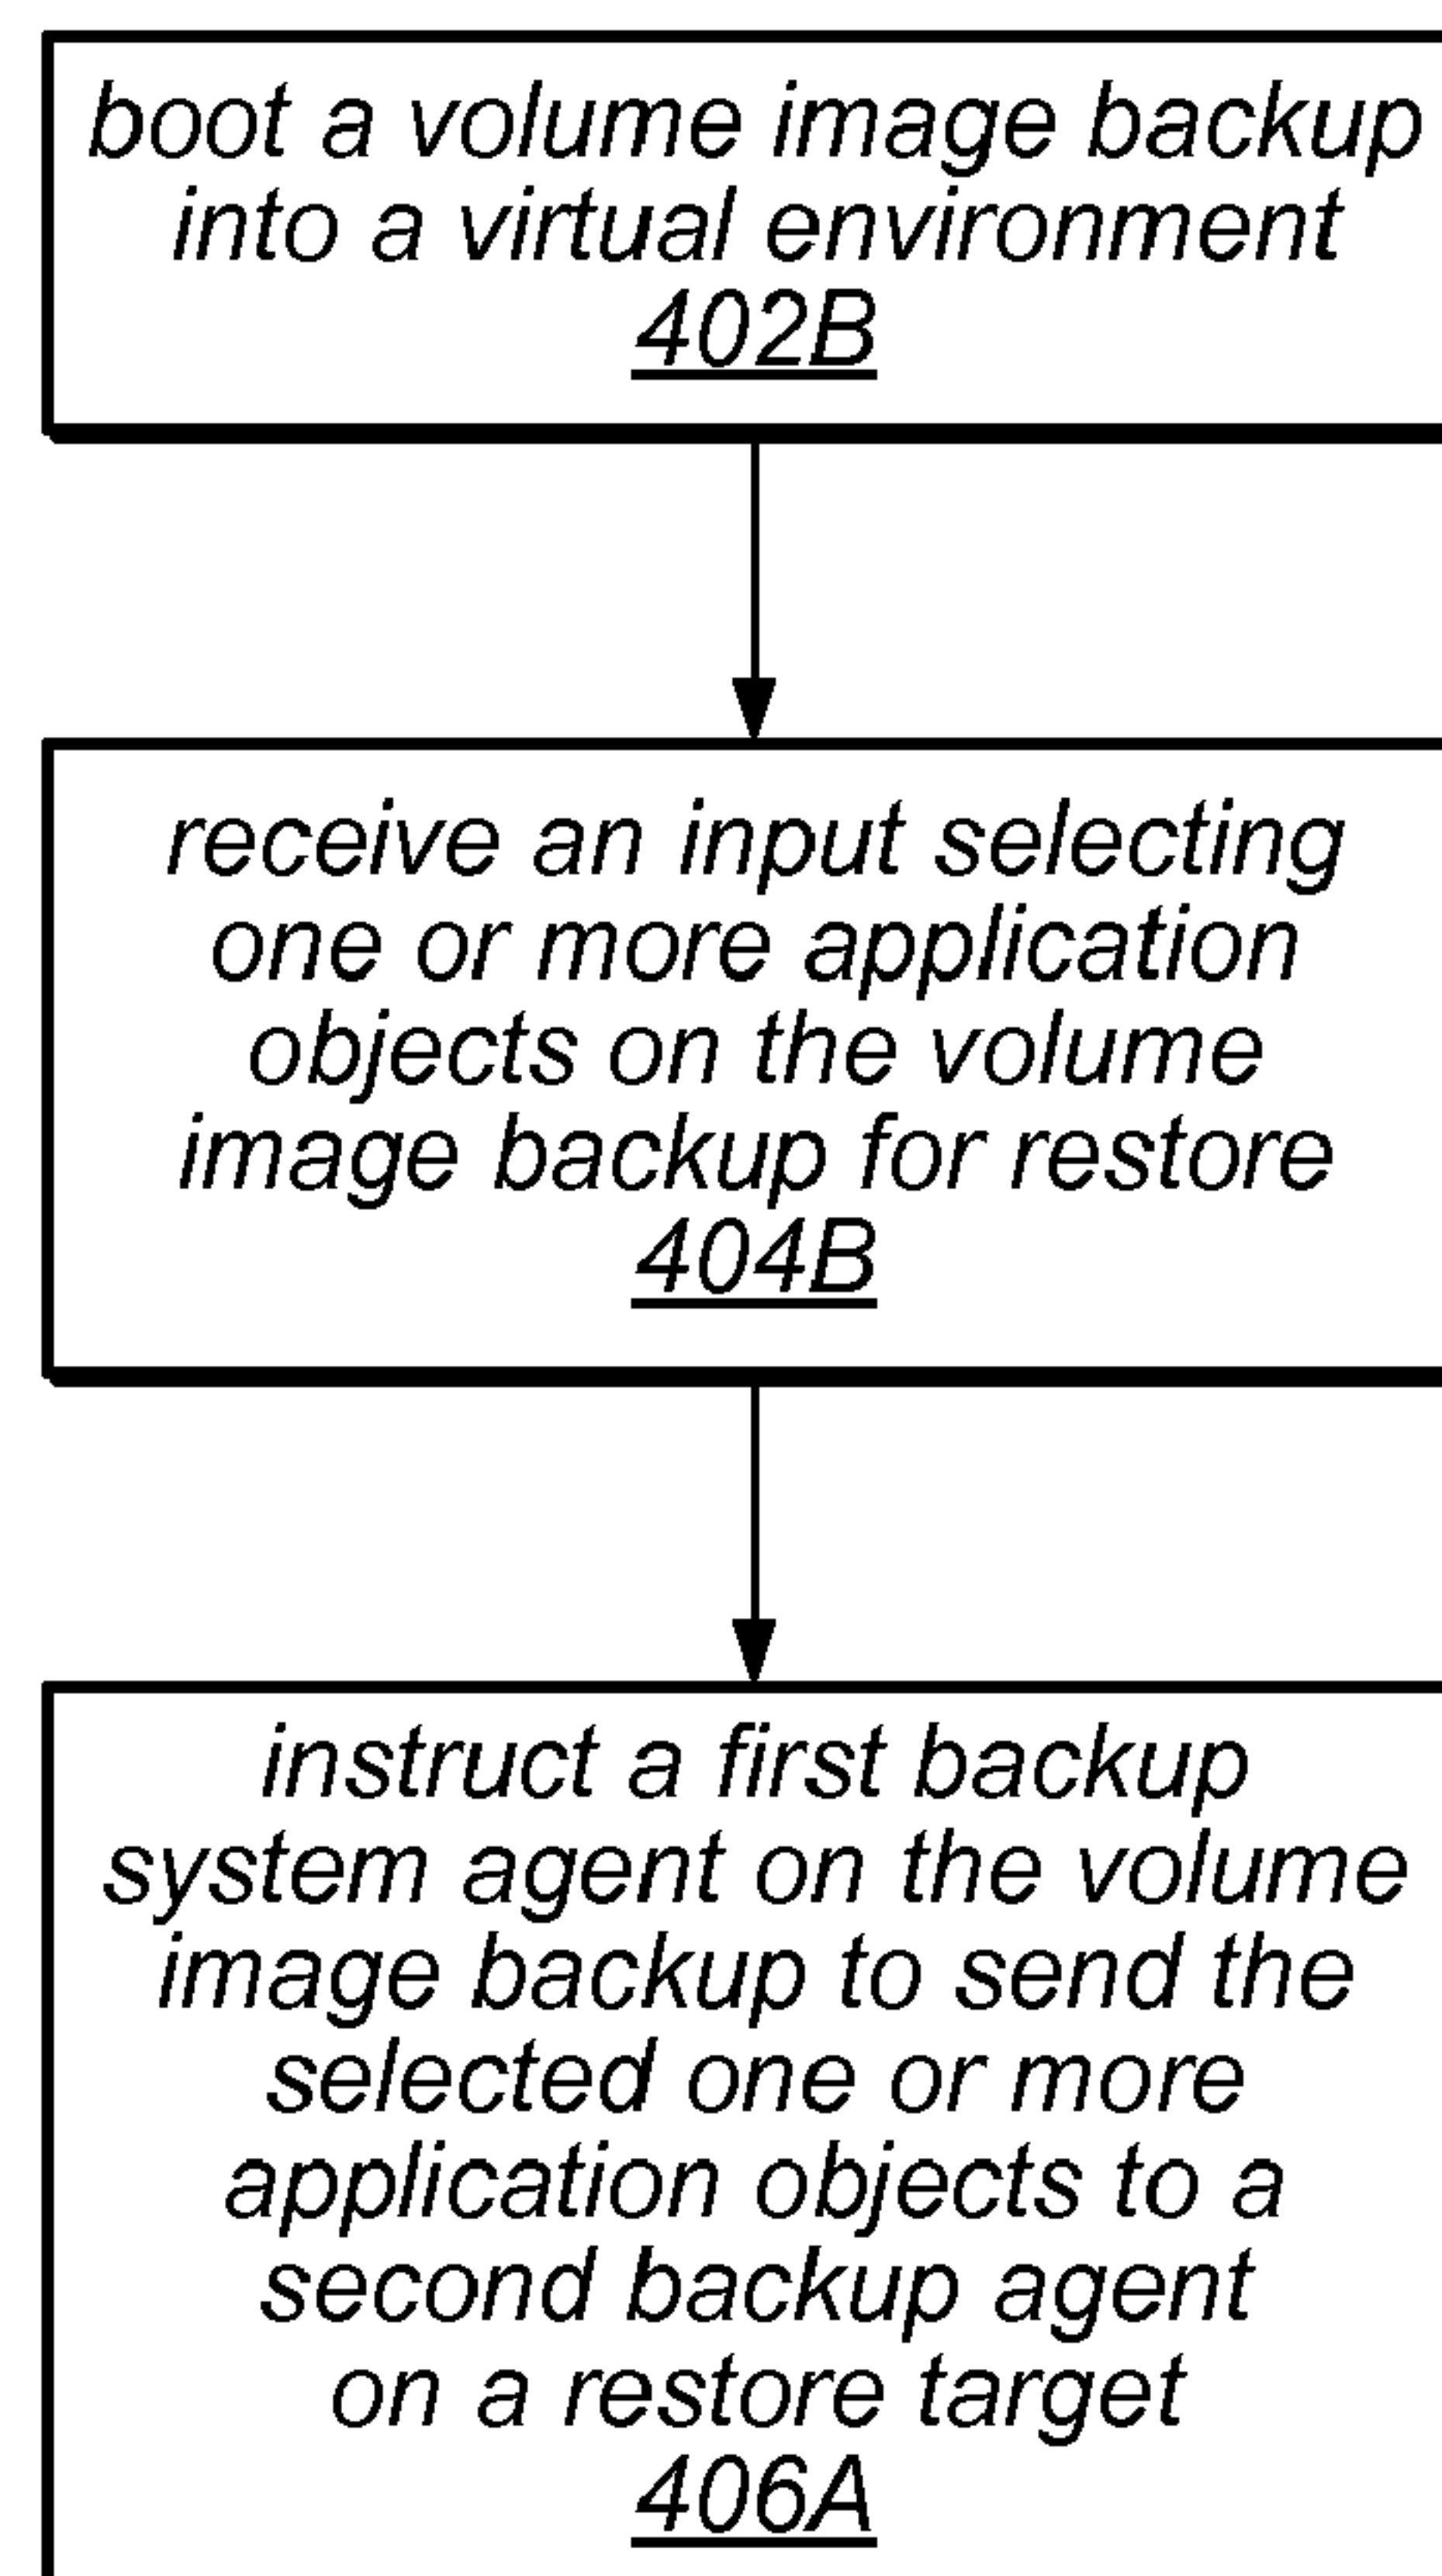 boot a volume image backup
into a virtual environment
402B
receive an input selecting
one or more application
objects on the volume
image backup for restore
404B
instruct a first backup
system agent on the volume
image backup to send the
selected one or more
application objects to a
second backup agent
on a restore target
406A